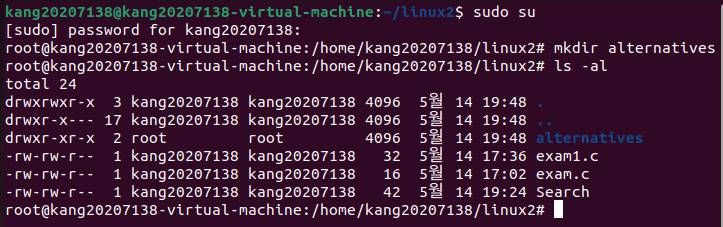 kang20207138@kang20207138-virtual-machine:~/linux2$ sudo su
[sudo] password for kang20207138:
root@kang20207138-virtual-machine:/home/kang20207138/linux2# mkdir alternatives
root@kang20207138-virtual-machine:/home/kang20207138/linux2# ls -al
total 24
drwxrwxr-x  3 kang20207138 kang20207138 4096  5월 14 19:48 .
drwxr-x--- 17 kang20207138 kang20207138 4096  5월 14 19:48 ..
drwxr-xr-x  2 root         root         4096  5월 14 19:48 alternatives
-rw-rw-r--  1 kang20207138 kang20207138   32  5월 14 17:36 exam1.c
-rw-rw-r--  1 kang20207138 kang20207138   16  5월 14 17:02 exam.c
-rw-rw-r--  1 kang20207138 kang20207138   42  5월 14 19:24 Search
root@kang20207138-virtual-machine:/home/kang20207138/linux2#